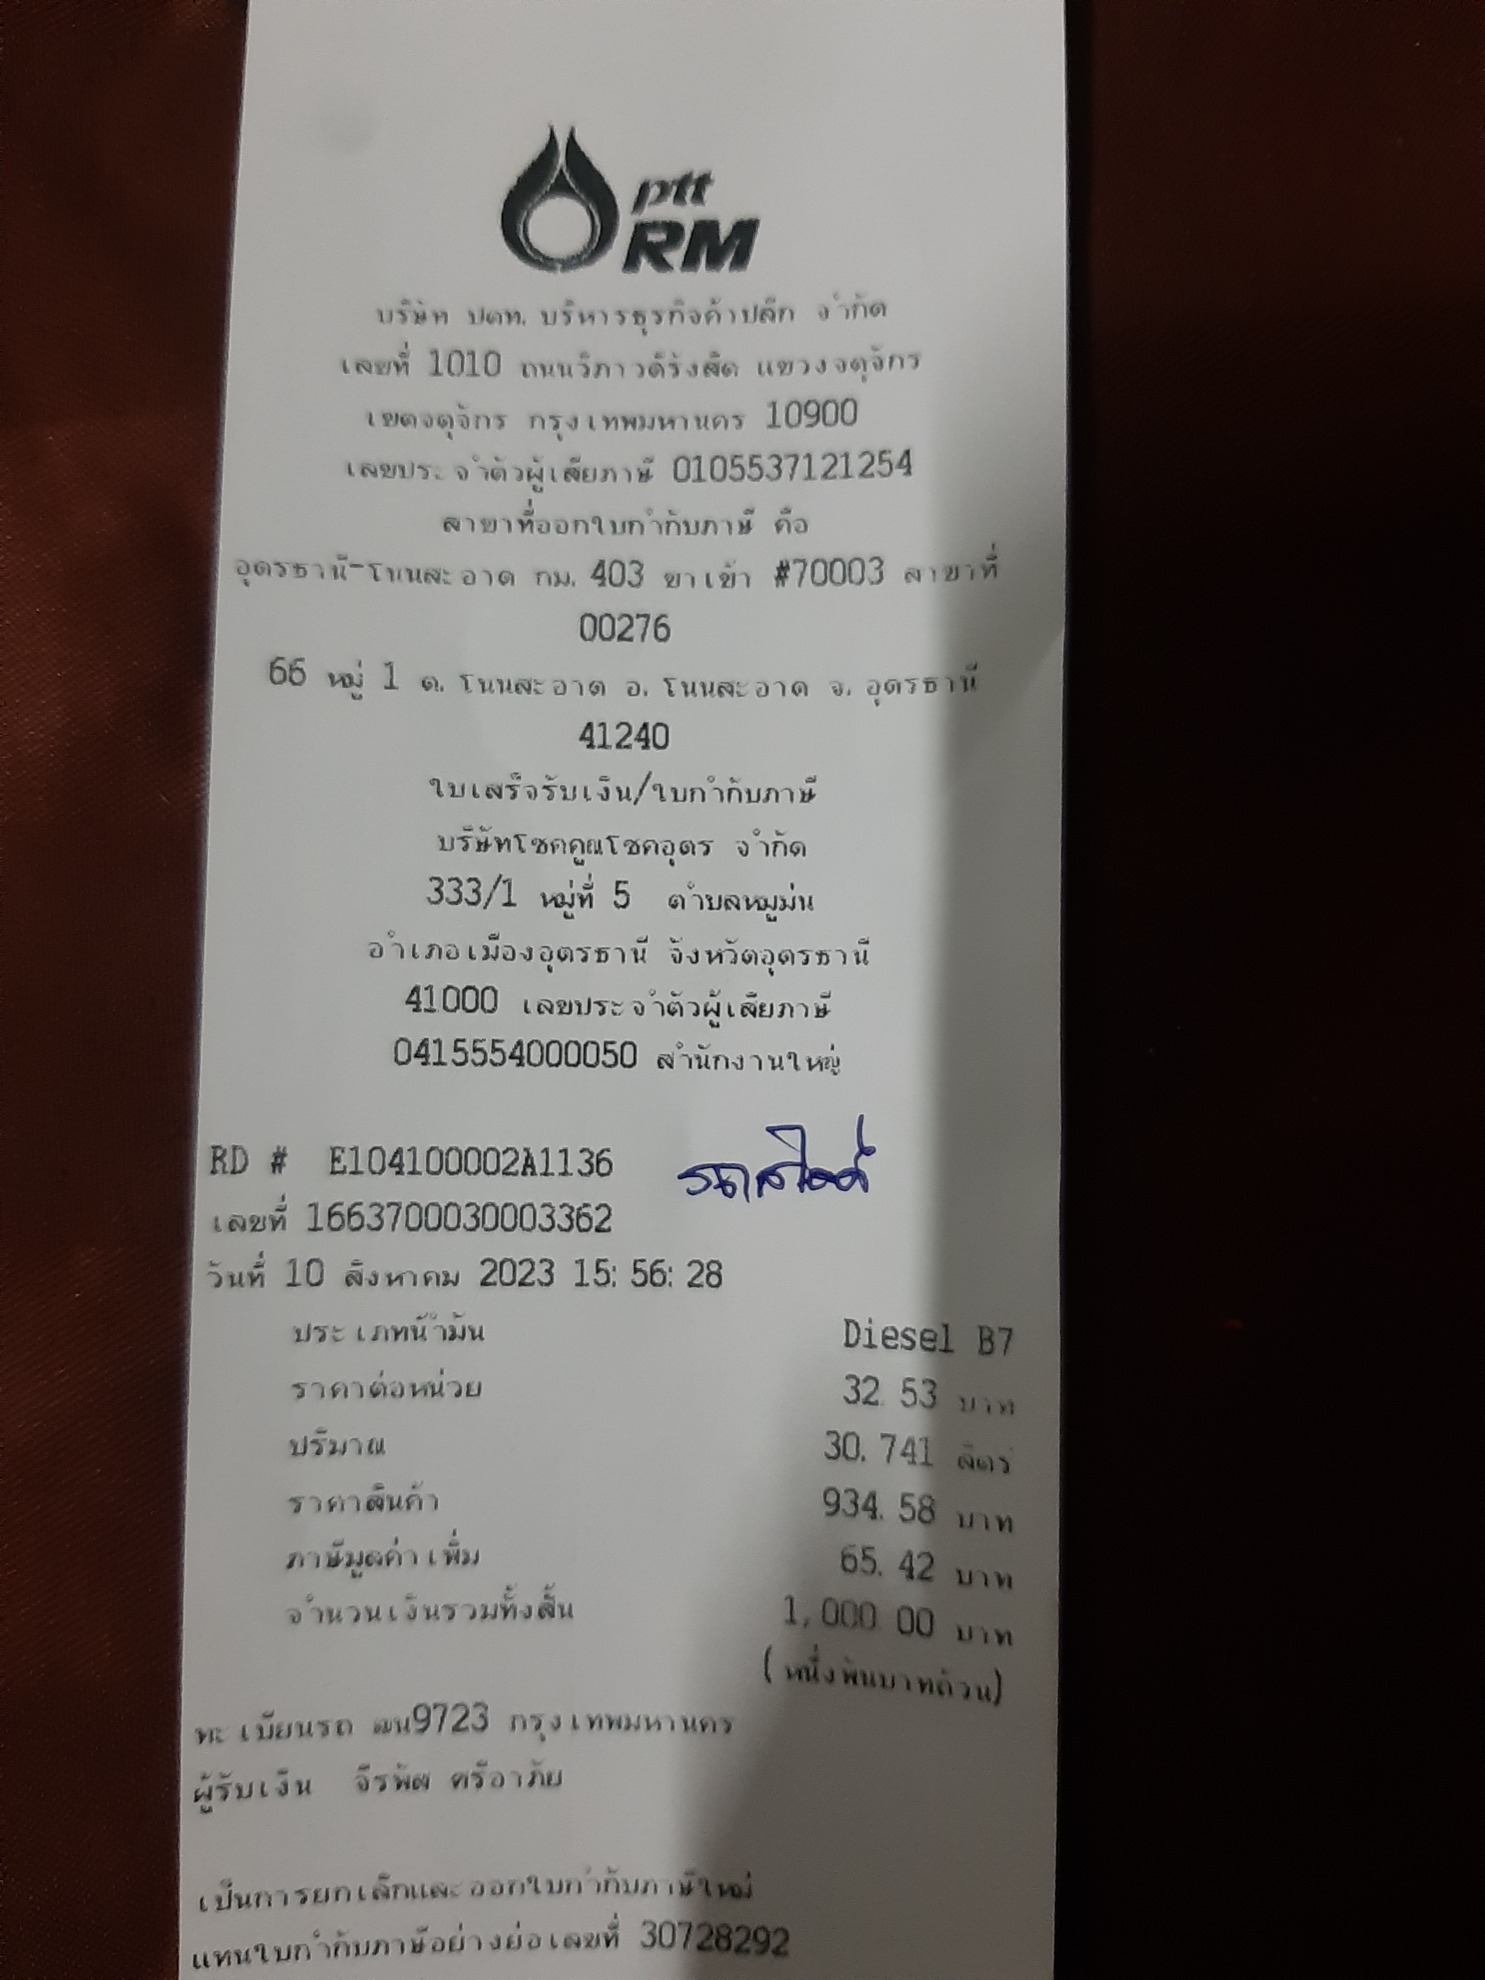 ptt
RM
บริษัท ปตท. บริหารธุรกิจค้าปลีก จำกัด
เลขที่ 1010 ถนนวิภาวดีรังสิต แขวงจตุจักร
เขตจตุจักร กรุงเทพมหานคร 10900
เลขประจำตัวผู้เสียภาษี 0105537121254
สาขาที่ออกใบกำกับภาษี คือ
อุดรธานี-โนนสะอาด กม. 403 ขาเข้า #70003 สาขาที่
00276
66 หมู่ 1 ต. โนนสะอาด อ. โนนสะอาด จ. อุดรธานี
41240
ใบเสร็จรับเงิน/ใบกำกับภาษี
บริษัทโชคคูณโชคอุดร จำกัด
333/1 หมู่ที่ 5 ตำบลหมูม่น
อำเภอเมืองอุดรธานี จังหวัดอุดรธานี
41000 เลขประจำตัวผู้เสียภาษี
0415554000050 สำนักงานใหญ่
RD # E104100002A1136
รถสไลด์
เลขที่ 1663700030003362
วันที่ 10 สิงหาคม 2023 15:56:28
ประเภทน้ำมัน Diesel B7
ราคาต่อหน่วย 32.53 บาท
ปริมาณ 30.741 ลิตร
ราคาสินค้า 934.58 บาท
ภาษีมูลค่าเพิ่ม 65.42 บาท
จำนวนเงินรวมทั้งสิ้น 1,000.00 บาท
(หนึ่งพันบาทถ้วน)
ทะเบียนรถ 9723 กรุงเทพมหานคร
ผู้รับเงิน ศรีอาภัย
เป็นการยกเลิกและออกใบกำกับภาษีใหม่
แทนใบกำกับภาษีอย่างย่อเลขที่ 30728292